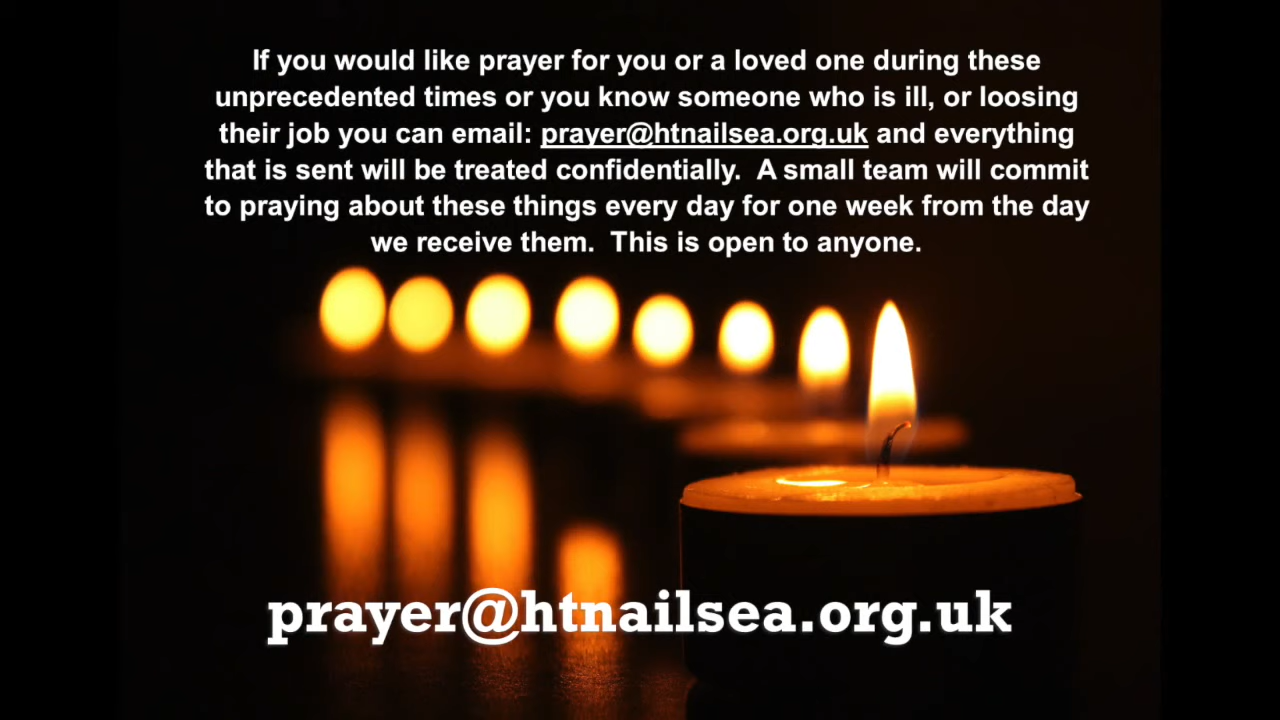 If you would like prayer for you or a loved one during these
unprecedented times or you know someone who is ill, or loosing
their job you can email: prayer@htnailsea.org.uk and everything
that is sent will be treated confidentially.  A small team will commit
to praying about these things every day for one week from the day
we receive them.  This is open to anyone.
prayer@htnailsea.org.uk